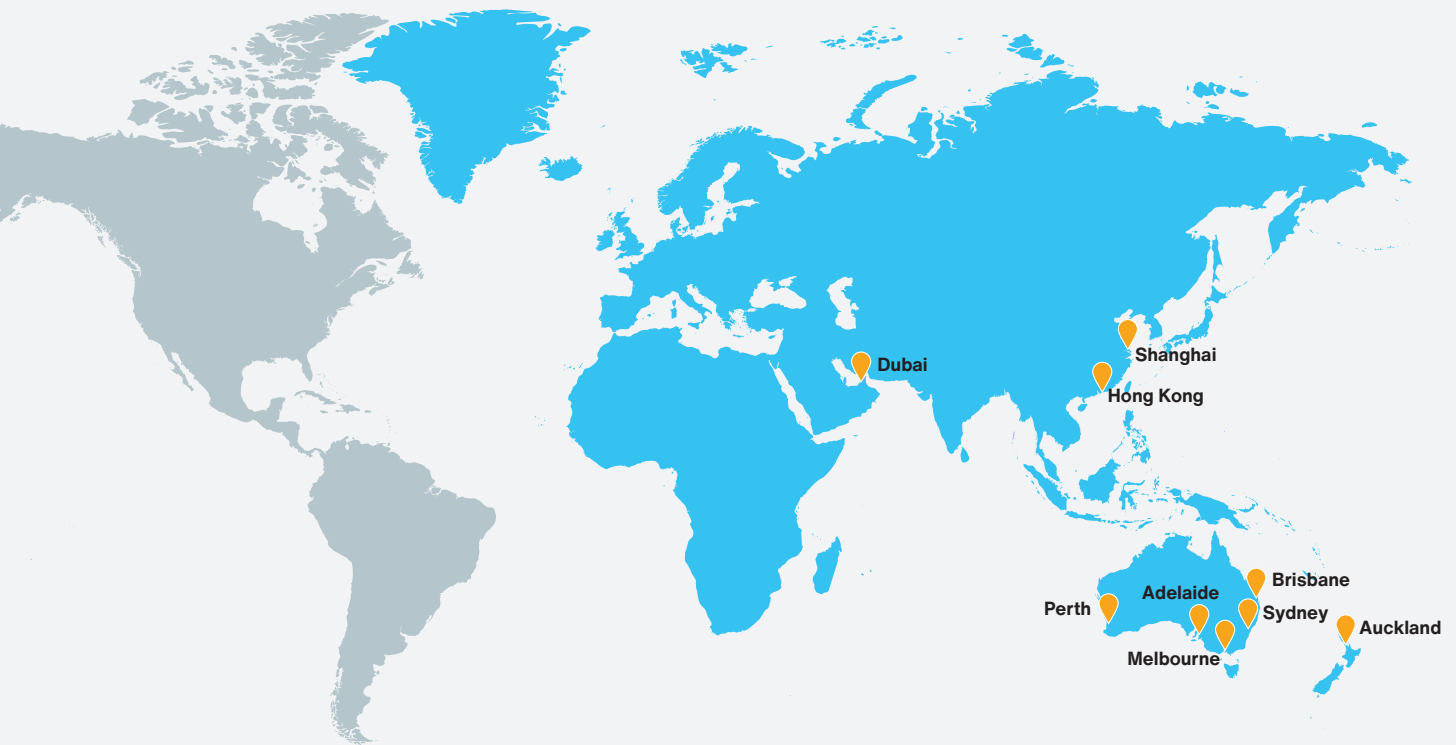 Shanghai
Dubai
Hong Kong
Brisbane
Adelaide
Perth
Sydney
Auckland
Melbourne